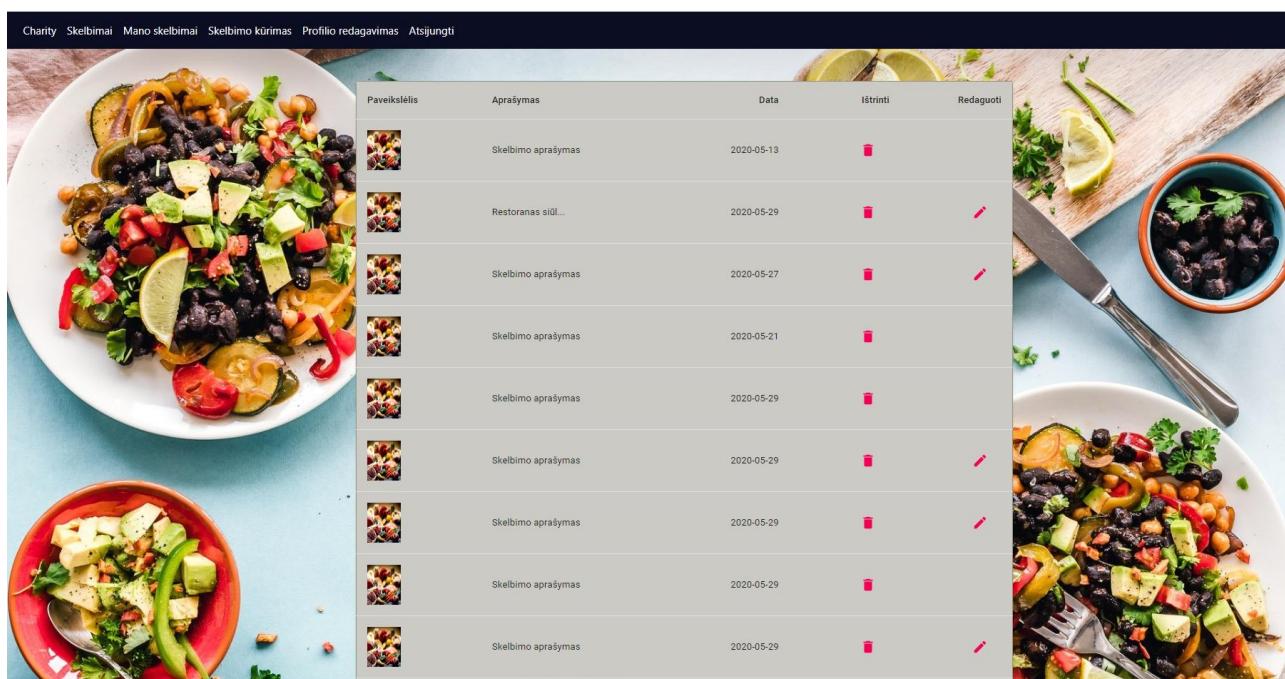 Charity Skelbimai Mano skelbimai Skelbimo kūrimas Profilio redagavimas Atsijungti
Paveikslėlis Aprašymas Data Ištrinti Redaguoti
Skelbimo aprašymas 2020-05-13
Restoranas siūl... 2020-05-29
Skelbimo aprašymas 2020-05-27
Skelbimo aprašymas 2020-05-21
Skelbimo aprašymas 2020-05-29
Skelbimo aprašymas 2020-05-29
Skelbimo aprašymas 2020-05-29
Skelbimo aprašymas 2020-05-29
Skelbimo aprašymas 2020-05-29